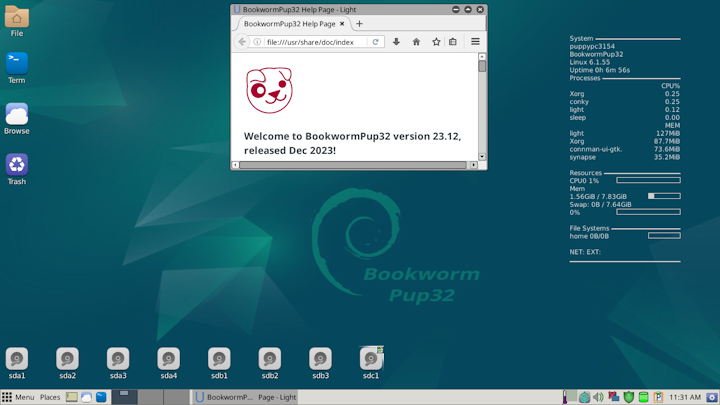 BookwormPup32 Help Page - Light
BookwormPup32 Help Page
file:///usr/share/doc/index
Welcome to BookwormPup32 version 23.12,
released Dec 2023!
File
Term
Browse
Trash
System
puppypc3154
BookwormPup32
Linux 6.1.55
Uptime 0h 6m 56s
Processes
CPU%
Xorg 0.25
conky 0.25
light 0.12
sleep 0.00
MEM
light 127MiB
Xorg 87.7MiB
connman-ui-gtk. 73.6MiB
synapse 35.2MiB
Resources
CPU0 1%
Mem
1.56GiB / 7.83GiB
Swap: 0B / 7.64GiB
0%
File Systems
home 0B/0B
NET: EXT:
Bookworm
Pup32
sda1 sda2 sda3 sda4 sdb1 sdb2 sdb3 sdc1
Menu Places BookwormP... Page - Light 11:31 AM